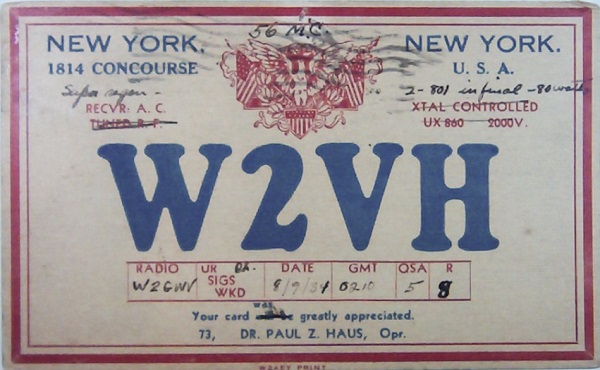 56 M.C.
NEW YORK, NEW YORK.
1814 CONCOURSE U. S. A.
Super regen - 2 - 801 in final - 80 watts
RECVR: A. C. XTAL CONTROLLED
TUNED R. F. UX 860 2000V.
W2VH
RADIO UR DATE GMT QSA R
SIGS
WKD
W2GWV 8/9/34 0210 5 8
was
Your card greatly appreciated.
73, DR. PAUL Z. HAUS, Opr.
W2AEY PRINT